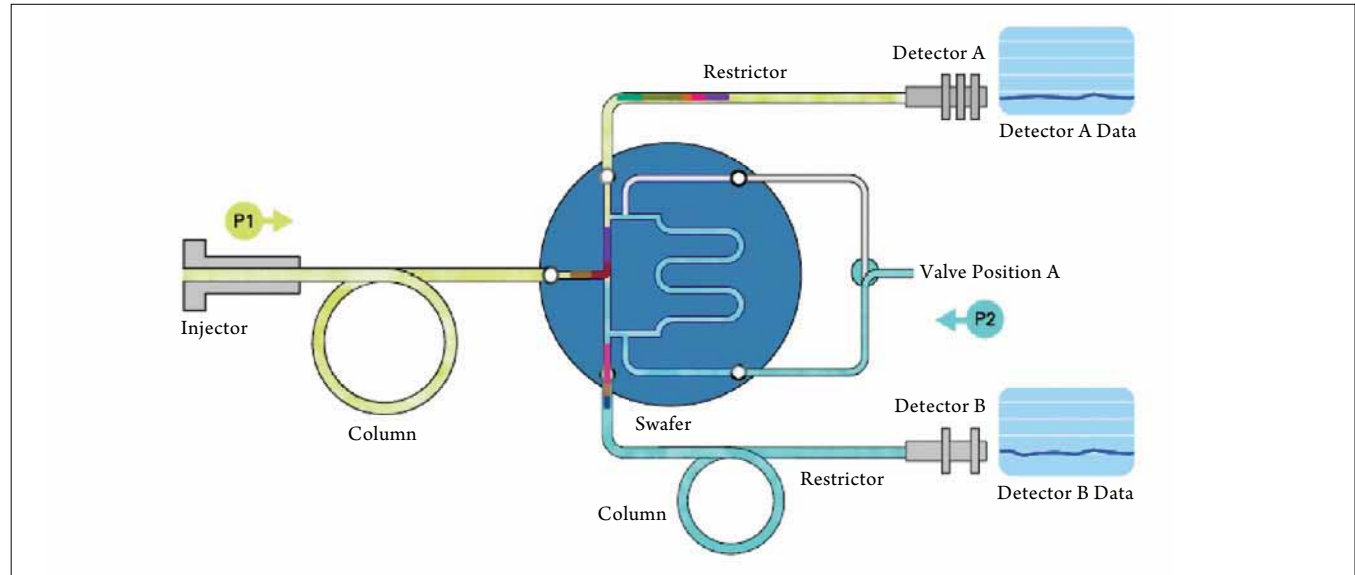 Detector A
Restrictor
Detector A Data
P1
Valve Position A
Injector
P2
Detector B
Column
Swafer
Restrictor
Detector B Data
Column